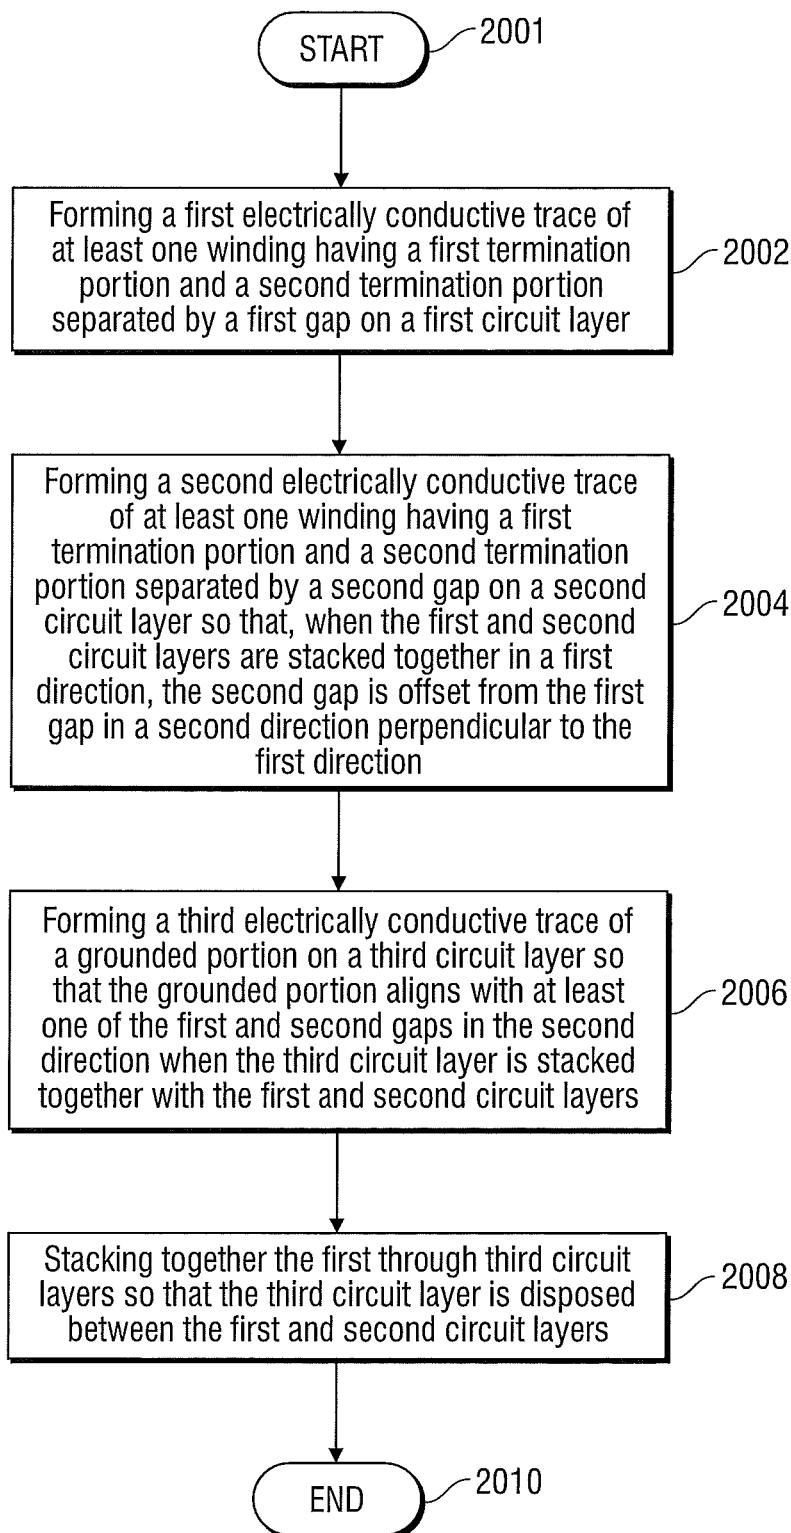 START
2001
Forming a first electrically conductive trace of
at least one winding having a first termination
portion and a second termination portion
separated by a first gap on a first circuit layer
2002
Forming a second electrically conductive trace
of at least one winding having a first
termination portion and a second termination
portion separated by a second gap on a second
circuit layer so that, when the first and second
circuit layers are stacked together in a first
direction, the second gap is offset from the first
gap in a second direction perpendicular to the
first direction
2004
Forming a third electrically conductive trace of
a grounded portion on a third circuit layer so
that the grounded portion aligns with at least
one of the first and second gaps in the second
direction when the third circuit layer is stacked
together with the first and second circuit layers
2006
Stacking together the first through third circuit
layers so that the third circuit layer is disposed
between the first and second circuit layers
2008
END
2010